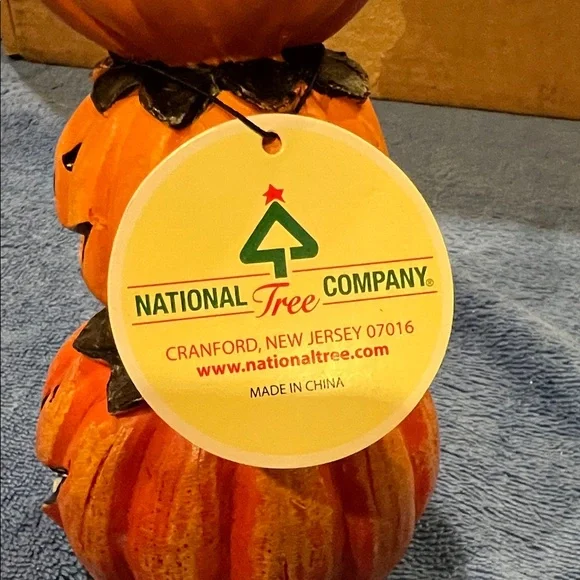 NATIONAL Tree COMPANY®
CRANFORD, NEW JERSEY 07016
www.nationaltree.com
MADE IN CHINA